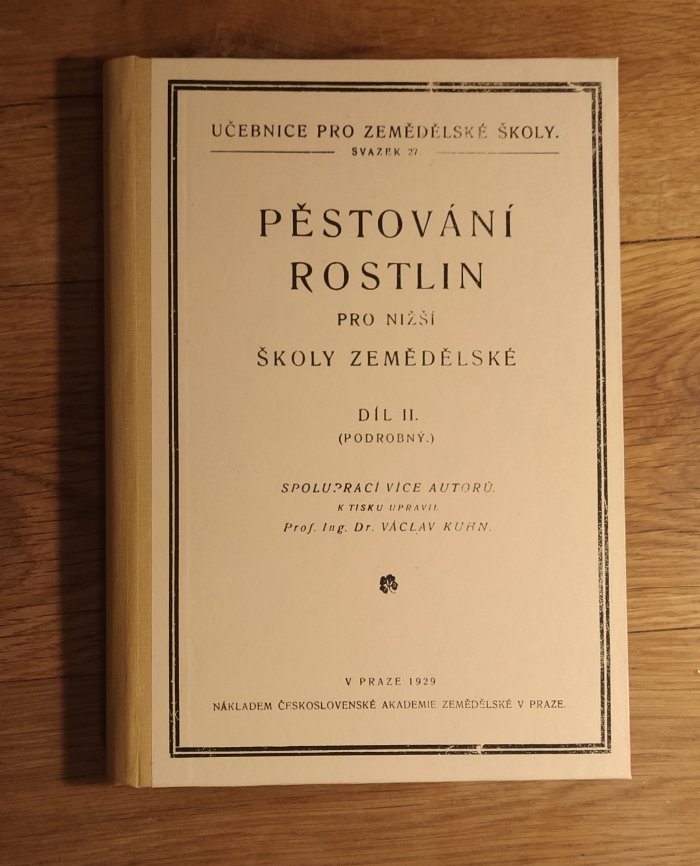 UČEBNICE PRO ZEMĚDĚLSKÉ ŠKOLY.
SVAZEK 27.
PĚSTOVÁNÍ
ROSTLIN
PRO NIŽŠÍ
ŠKOLY ZEMĚDĚLSKÉ
DÍL II.
(PODROBNÝ.)
SPOLUPRACÍ VÍCE AUTORŮ.
K TISKU UPRAVIL
Prof. Ing. Dr. VÁCLAV KUHN.
V PRAZE 1929
NÁKLADEM ČESKOSLOVENSKÉ AKADEMIE ZEMĚDĚLSKÉ V PRAZE.